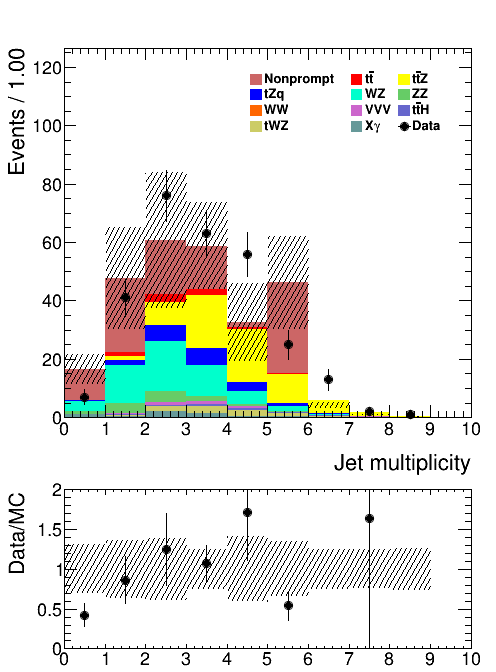 Events / 1.00
120
100
80
60
40
20
0
Nonprompt tt̄ tt̄Z
tZq WZ ZZ
WW VVV tt̄H
tWZ Xγ Data
0 1 2 3 4 5 6 7 8 9 10
Jet multiplicity
Data/MC
2
1.5
1
0.5
0
0 1 2 3 4 5 6 7 8 9 10